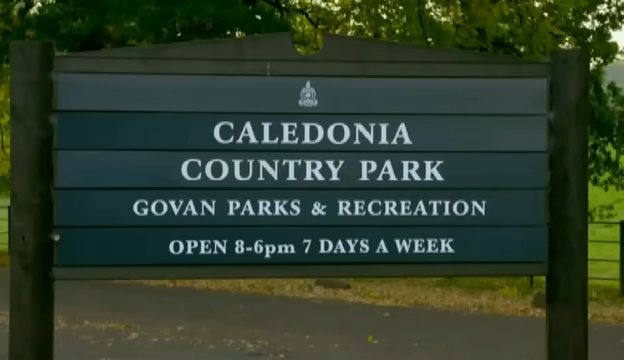 CALEDONIA
COUNTRY PARK
GOVAN PARKS & RECREATION
OPEN 8-6pm 7 DAYS A WEEK